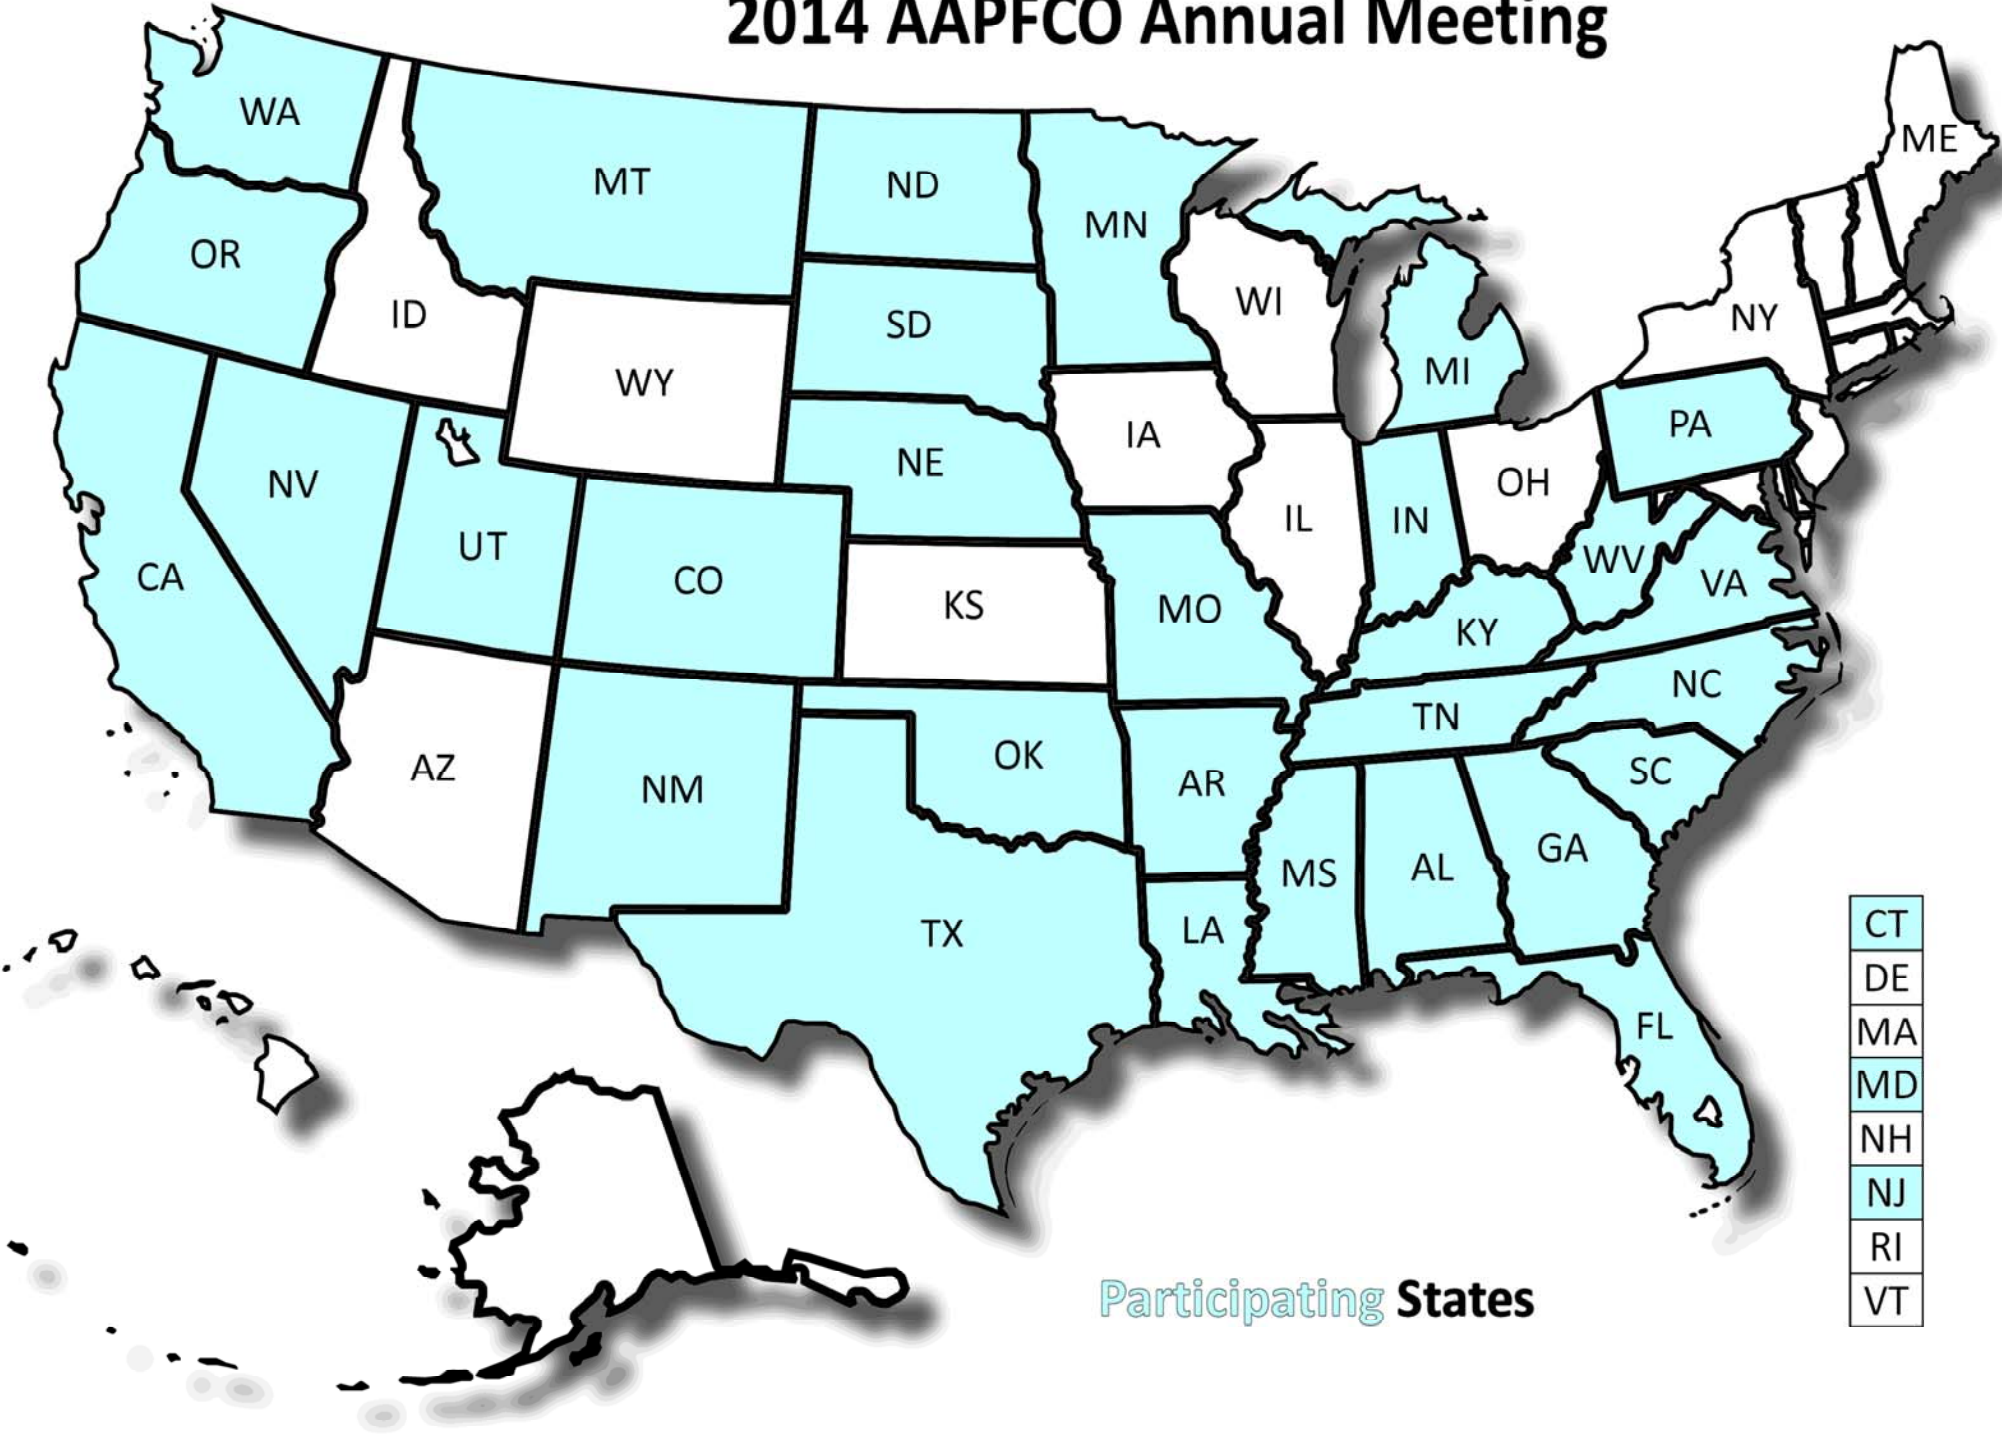 2014 AAPFCO Annual Meeting
WA
MT
ND
MN
ME
OR
ID
SD
WI
NY
WY
MI
IA
PA
NE
NV
OH
UT
IL
IN
CA
CO
KS
MO
WV
VA
KY
NC
TN
AZ
NM
OK
AR
SC
MS
AL
GA
TX
LA
FL
CT
DE
MA
MD
NH
NJ
RI
VT
Participating States